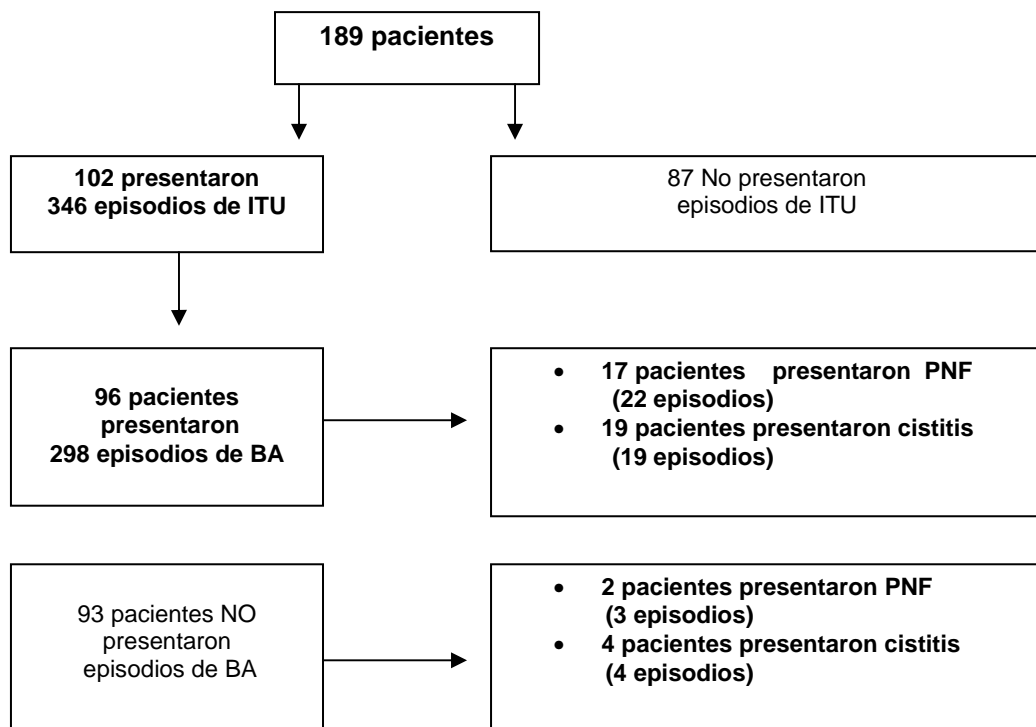 189 pacientes
102 presentaron
346 episodios de ITU
87 No presentaron
episodios de ITU
96 pacientes
presentaron
298 episodios de BA
• 17 pacientes presentaron PNF
(22 episodios)
• 19 pacientes presentaron cistitis
(19 episodios)
93 pacientes NO
presentaron
episodios de BA
• 2 pacientes presentaron PNF
(3 episodios)
• 4 pacientes presentaron cistitis
(4 episodios)